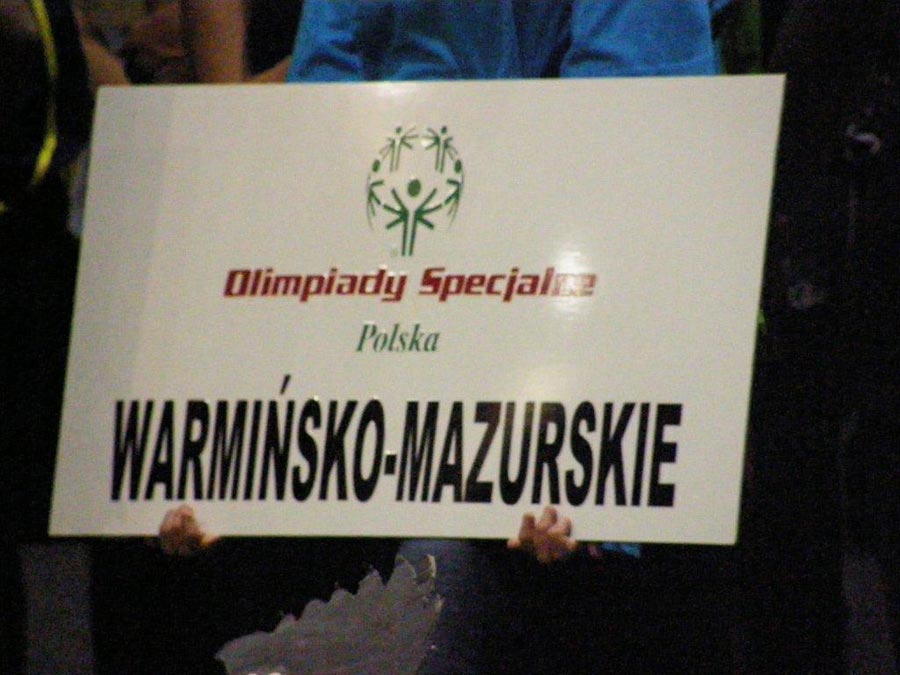 Olimpiady Specjalne
Polska
WARMIŃSKO-MAZURSKIE